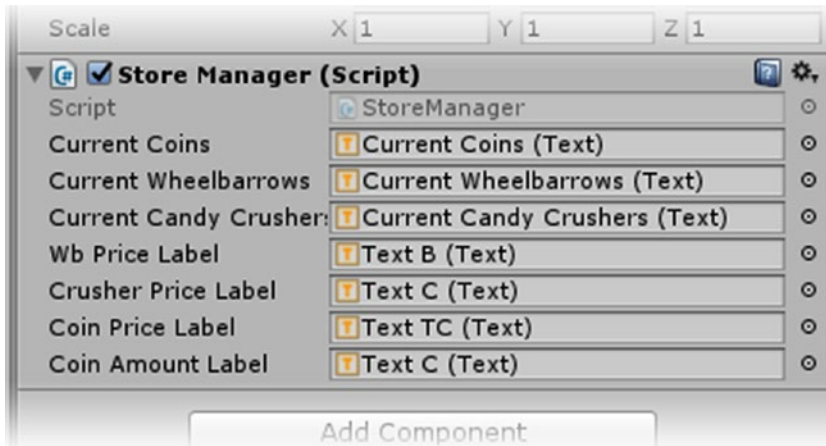 Scale X 1 Y 1 Z 1
Store Manager (Script)
Script StoreManager
Current Coins Current Coins (Text)
Current Wheelbarrows Current Wheelbarrows (Text)
Current Candy Crushers Current Candy Crushers (Text)
Wb Price Label Text B (Text)
Crusher Price Label Text C (Text)
Coin Price Label Text TC (Text)
Coin Amount Label Text C (Text)
Add Component